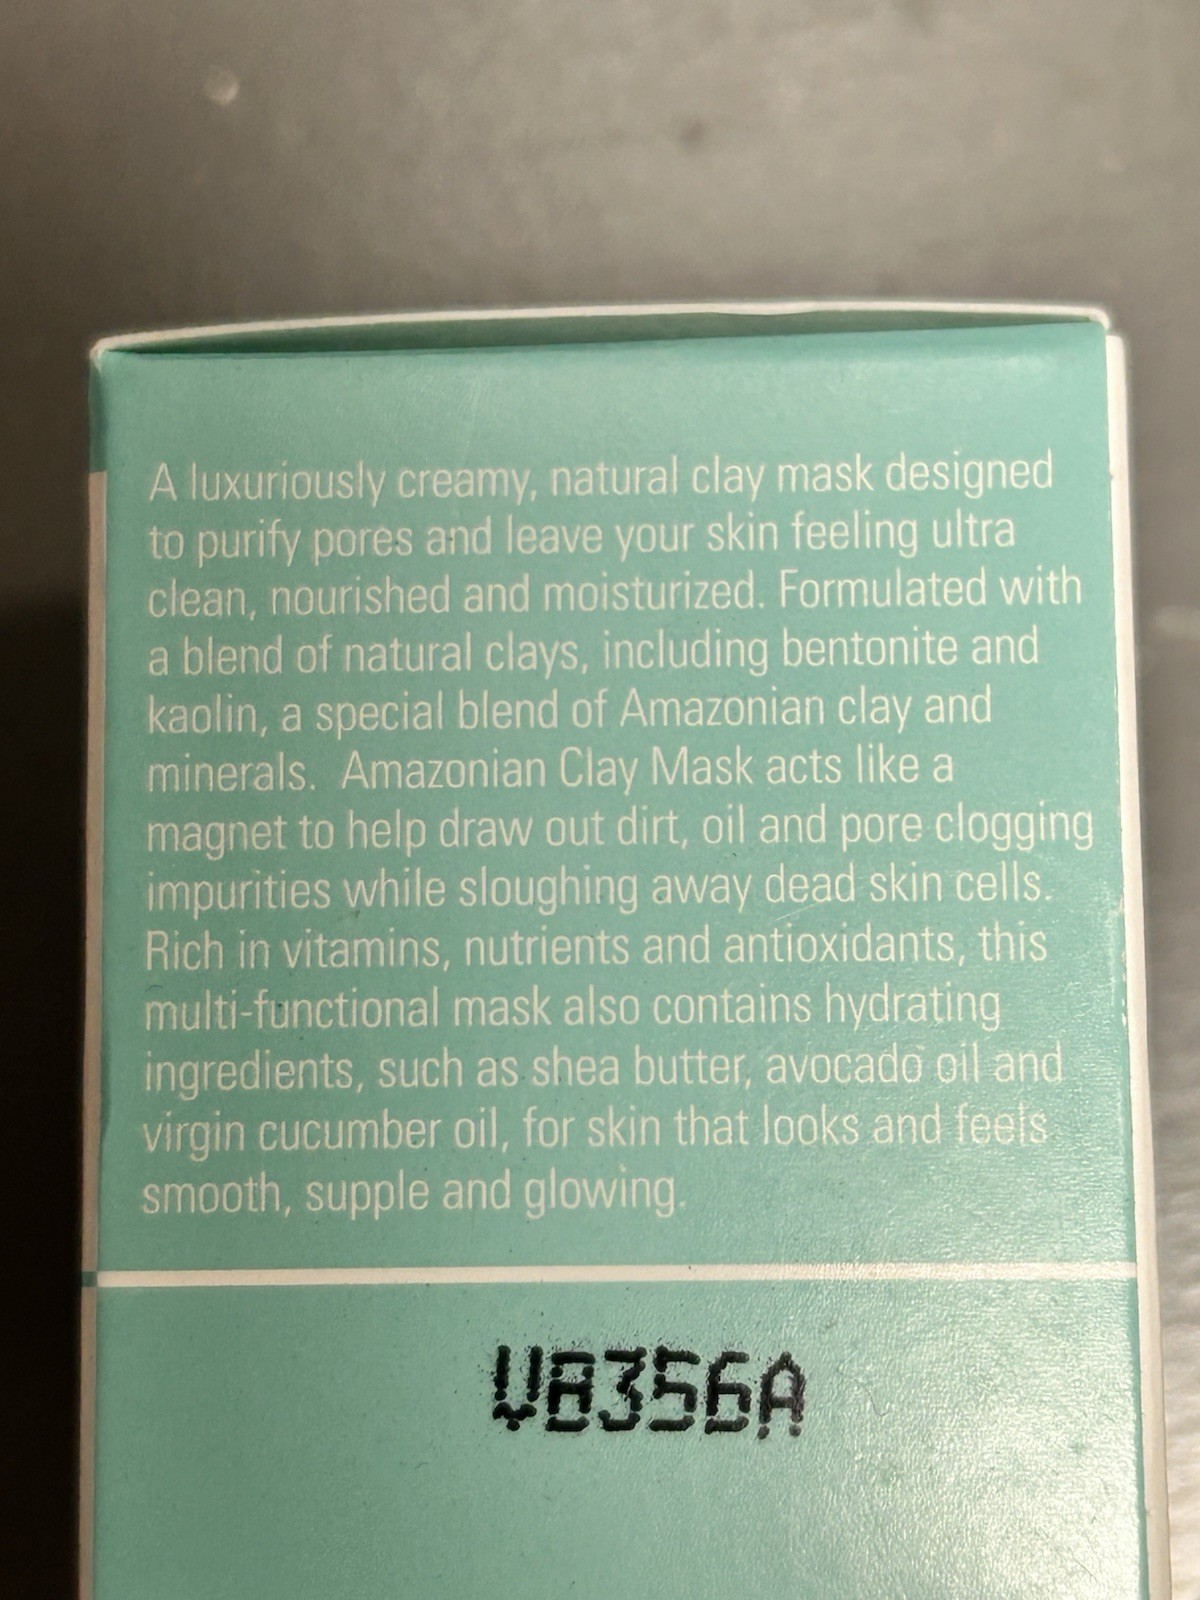 A luxuriously creamy, natural clay mask designed
to purify pores and leave your skin feeling ultra
clean, nourished and moisturized. Formulated with
a blend of natural clays, including bentonite and
kaolin, a special blend of Amazonian clay and
minerals.  Amazonian Clay Mask acts like a
magnet to help draw out dirt, oil and pore clogging
impurities while sloughing away dead skin cells.
Rich in vitamins, nutrients and antioxidants, this
multi-functional mask also contains hydrating
ingredients, such as shea butter, avocado oil and
virgin cucumber oil, for skin that looks and feels
smooth, supple and glowing.
V8356A